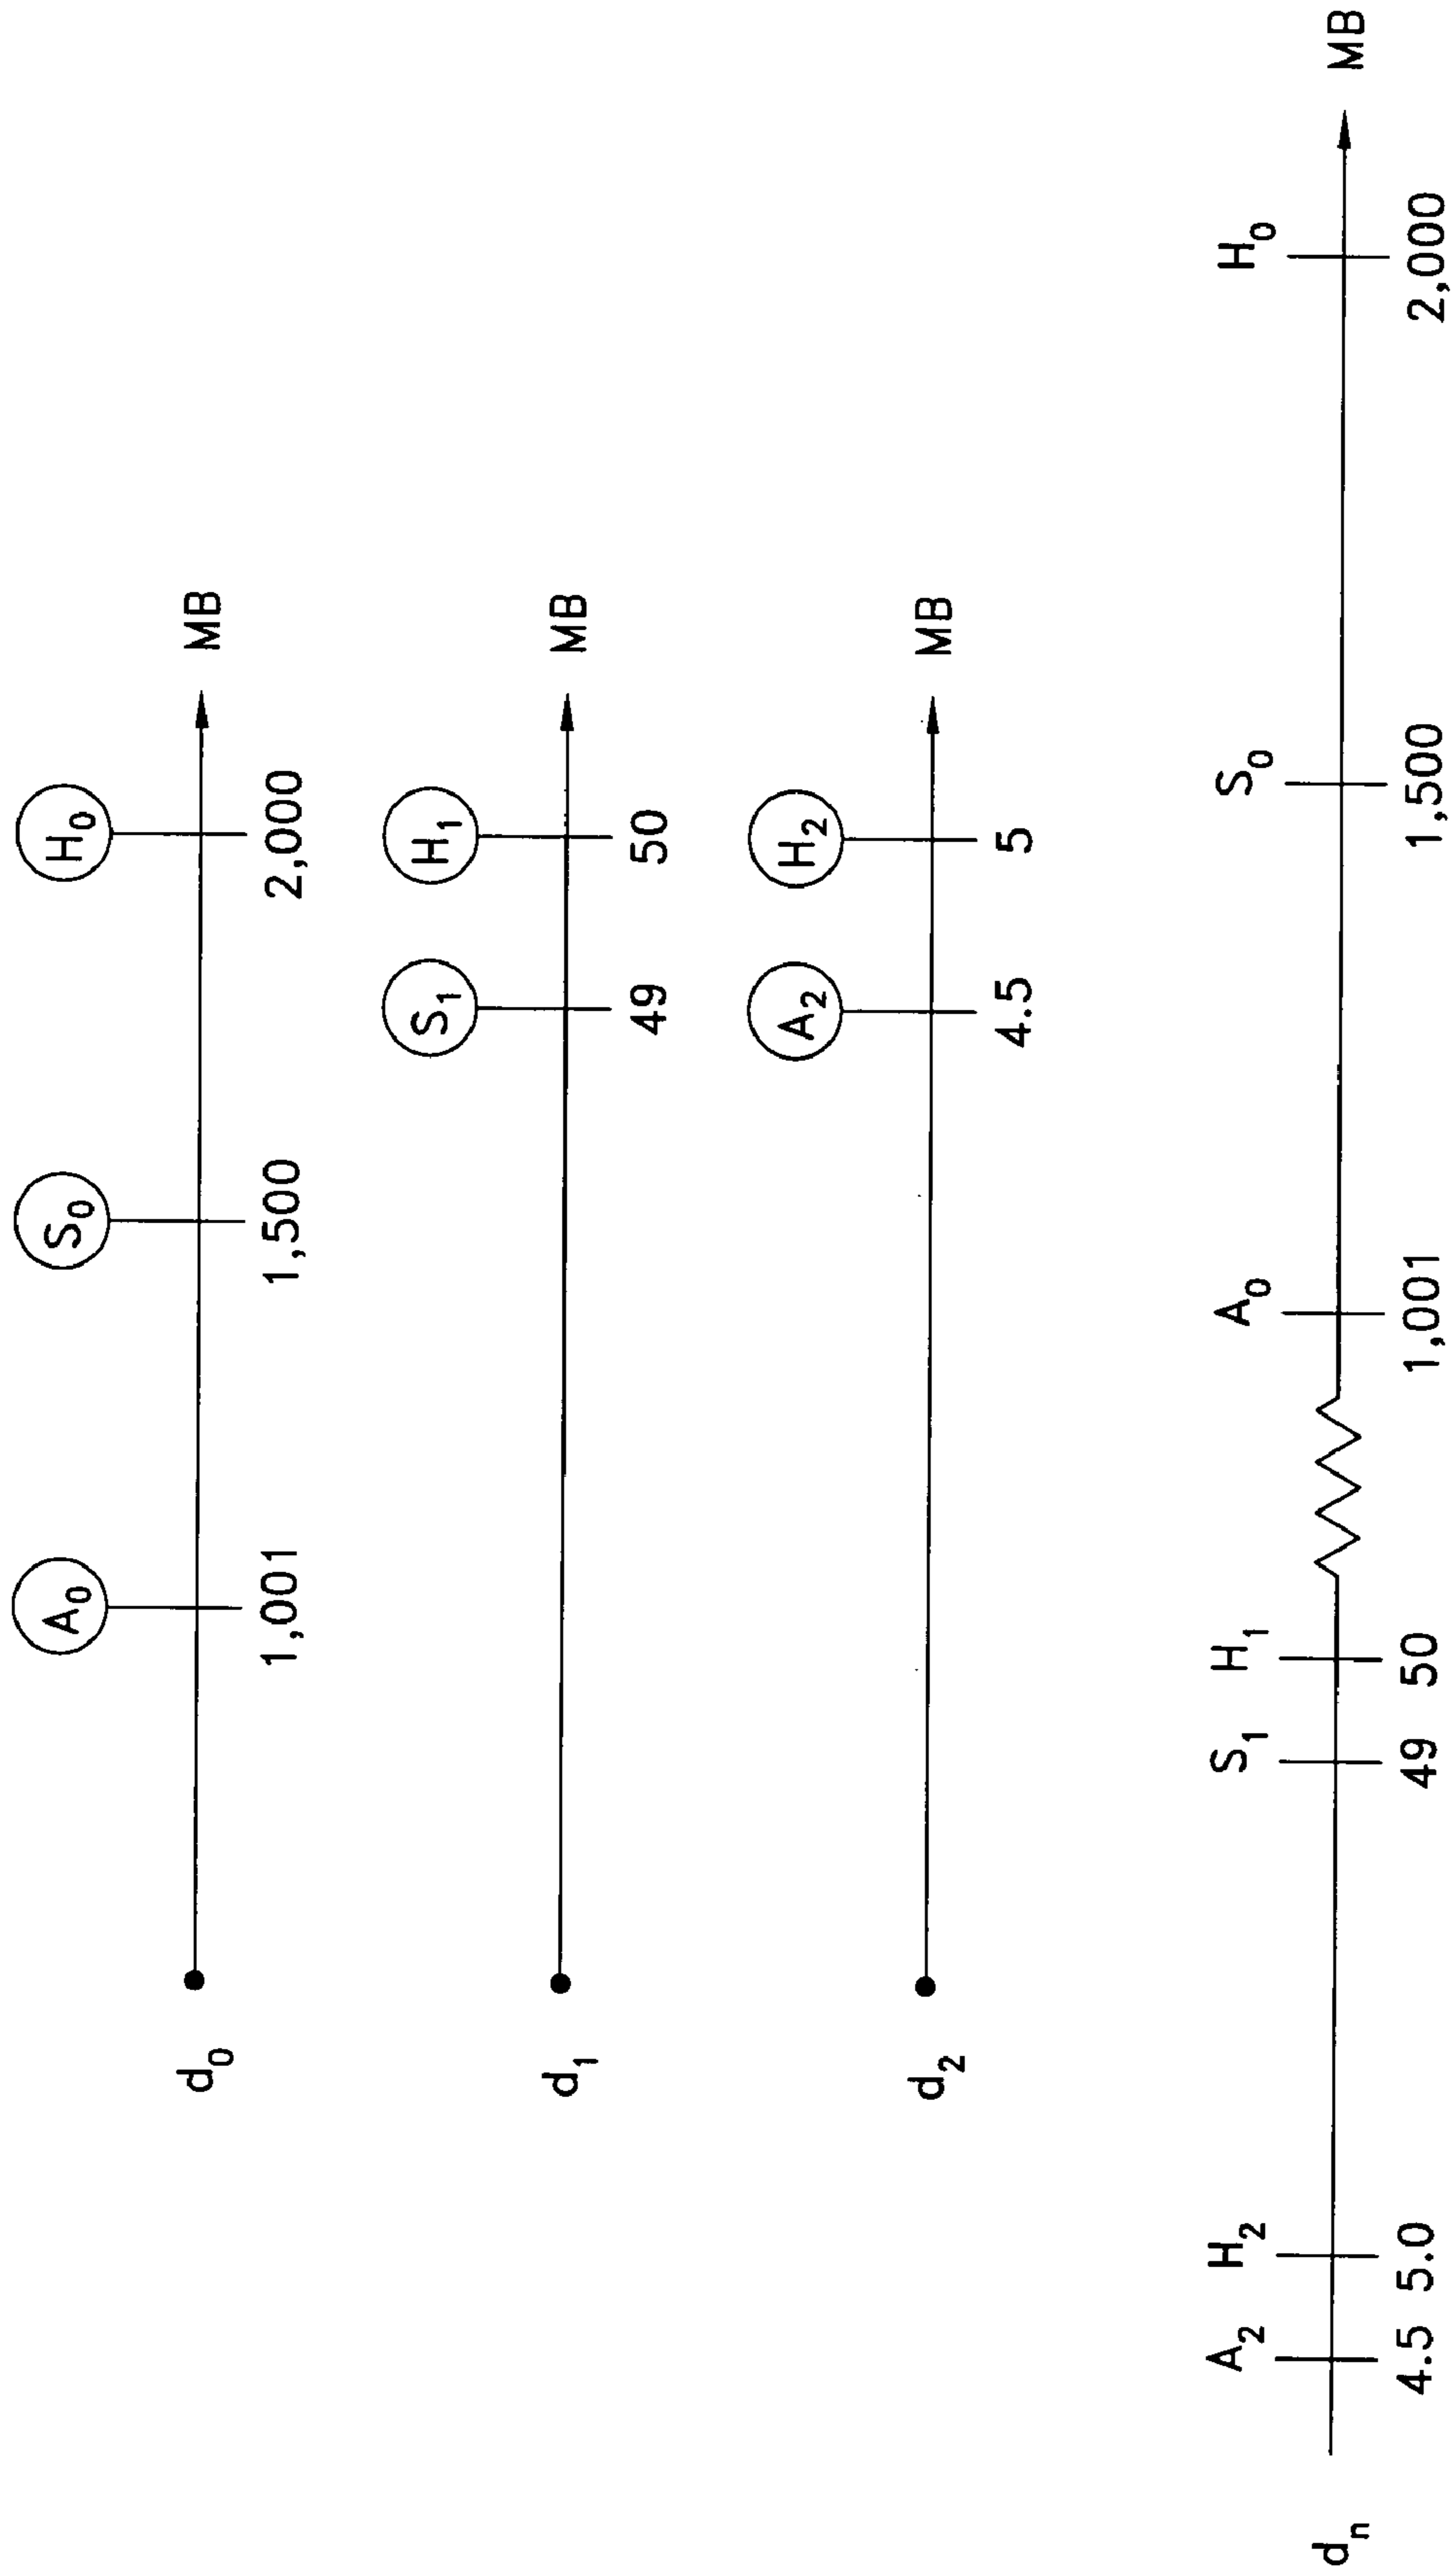 d0
A0 S0 H0
1,001 1,500 2,000 MB
d1
S1 H1
49 50 MB
d2
A2 H2
4.5 5 MB
dn
A2 H2 S1 H1 A0 S0 H0
4.5 5.0 49 50 1,001 1,500 2,000 MB